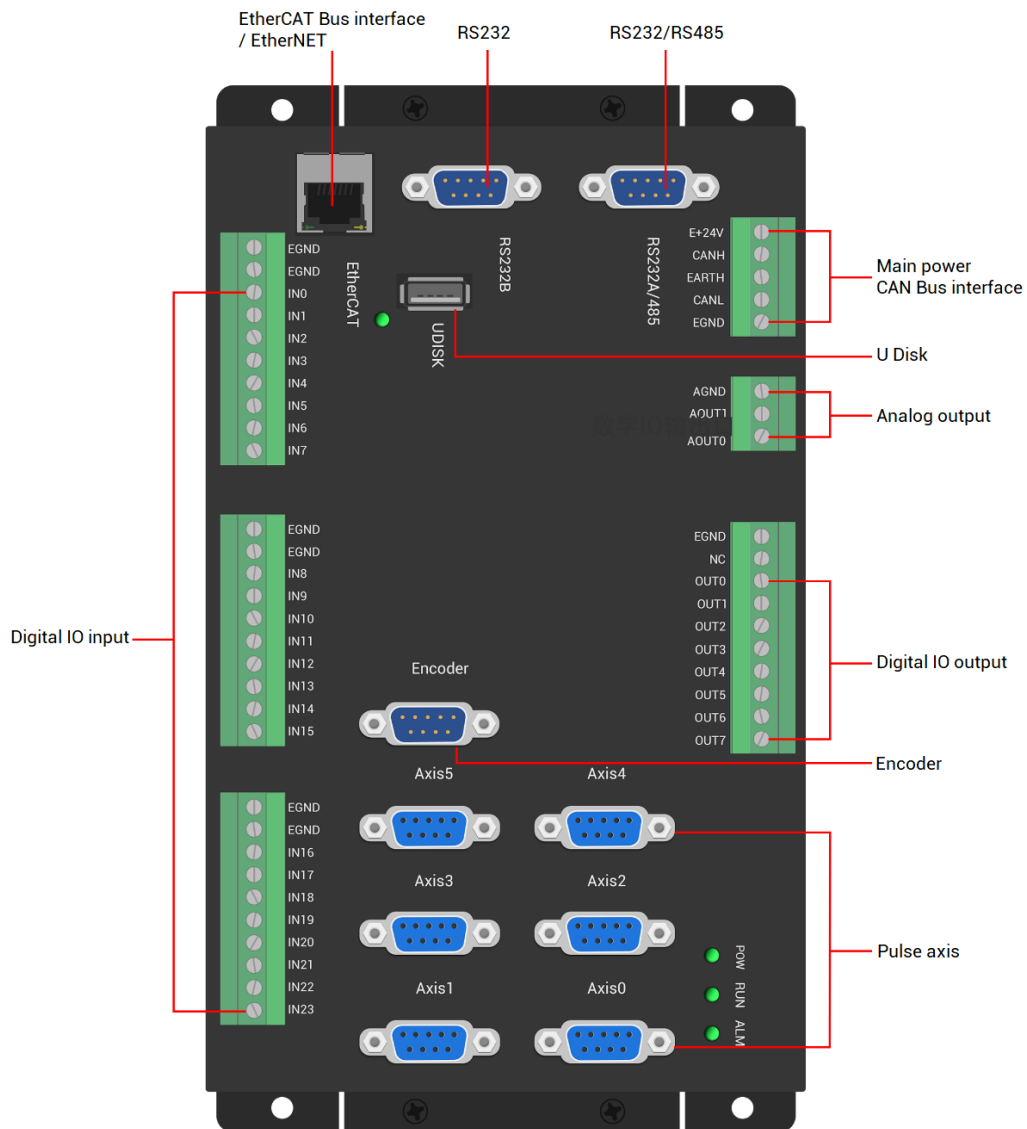 EtherCAT Bus interface
/ EtherNET
RS232
RS232/RS485
EtherCAT
RS232B
RS232A/485
UDISK
EGND
EGND
IN0
IN1
IN2
IN3
IN4
IN5
IN6
IN7
E+24V
CANH
EARTH
CANL
EGND
Main power
CAN Bus interface
U Disk
AGND
AOUT1
AOUT0
Analog output
EGND
EGND
IN8
IN9
IN10
IN11
IN12
IN13
IN14
IN15
Digital IO input
EGND
NC
OUT0
OUT1
OUT2
OUT3
OUT4
OUT5
OUT6
OUT7
Digital IO output
Encoder
Encoder
EGND
EGND
IN16
IN17
IN18
IN19
IN20
IN21
IN22
IN23
Axis5
Axis4
Axis3
Axis2
Axis1
Axis0
POW
RUN
ALM
Pulse axis